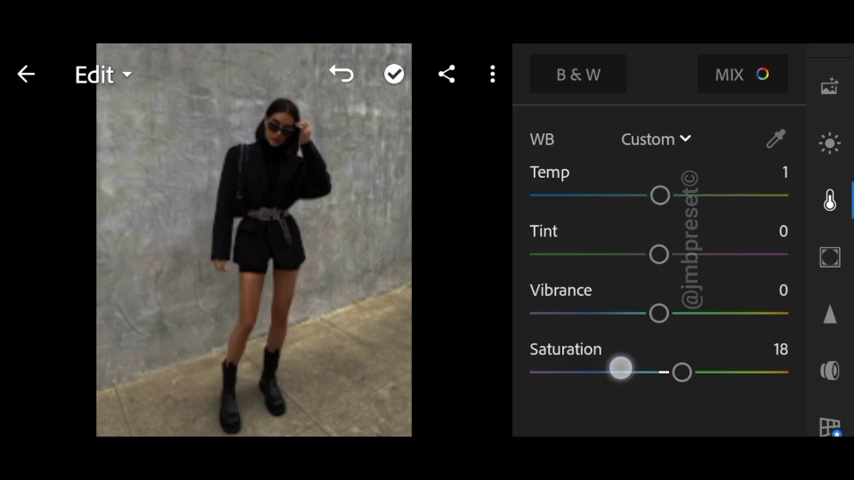 Edit
B & W
MIX
WB
Custom
Temp
1
Tint
0
Vibrance
0
Saturation
18
@jmbpreset©